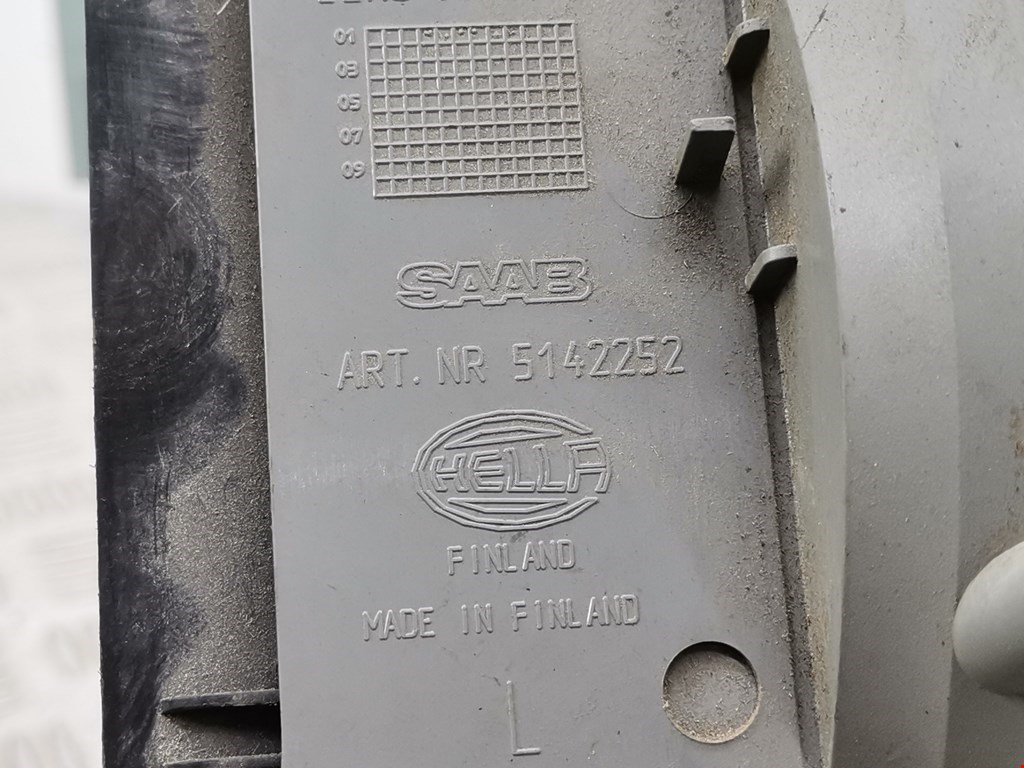 01
03
05
07
09
SAAB
ART. NR 5142252
HELLA
FINLAND
MADE IN FINLAND
L